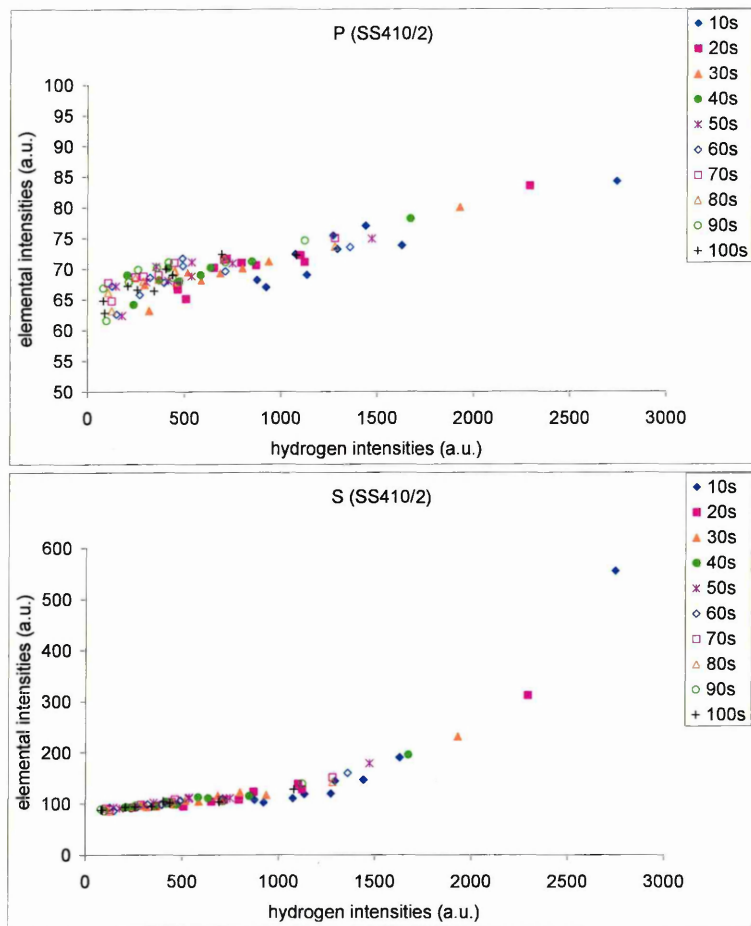 P (SS410/2)
100
95
90
85
80
75
70
65
60
55
50
elemental intensities (a.u.)
0 500 1000 1500 2000 2500 3000
hydrogen intensities (a.u.)
10s
20s
30s
40s
50s
60s
70s
80s
90s
100s
S (SS410/2)
600
500
400
300
200
100
0
elemental intensities (a.u.)
0 500 1000 1500 2000 2500 3000
hydrogen intensities (a.u.)
10s
20s
30s
40s
50s
60s
70s
80s
90s
100s